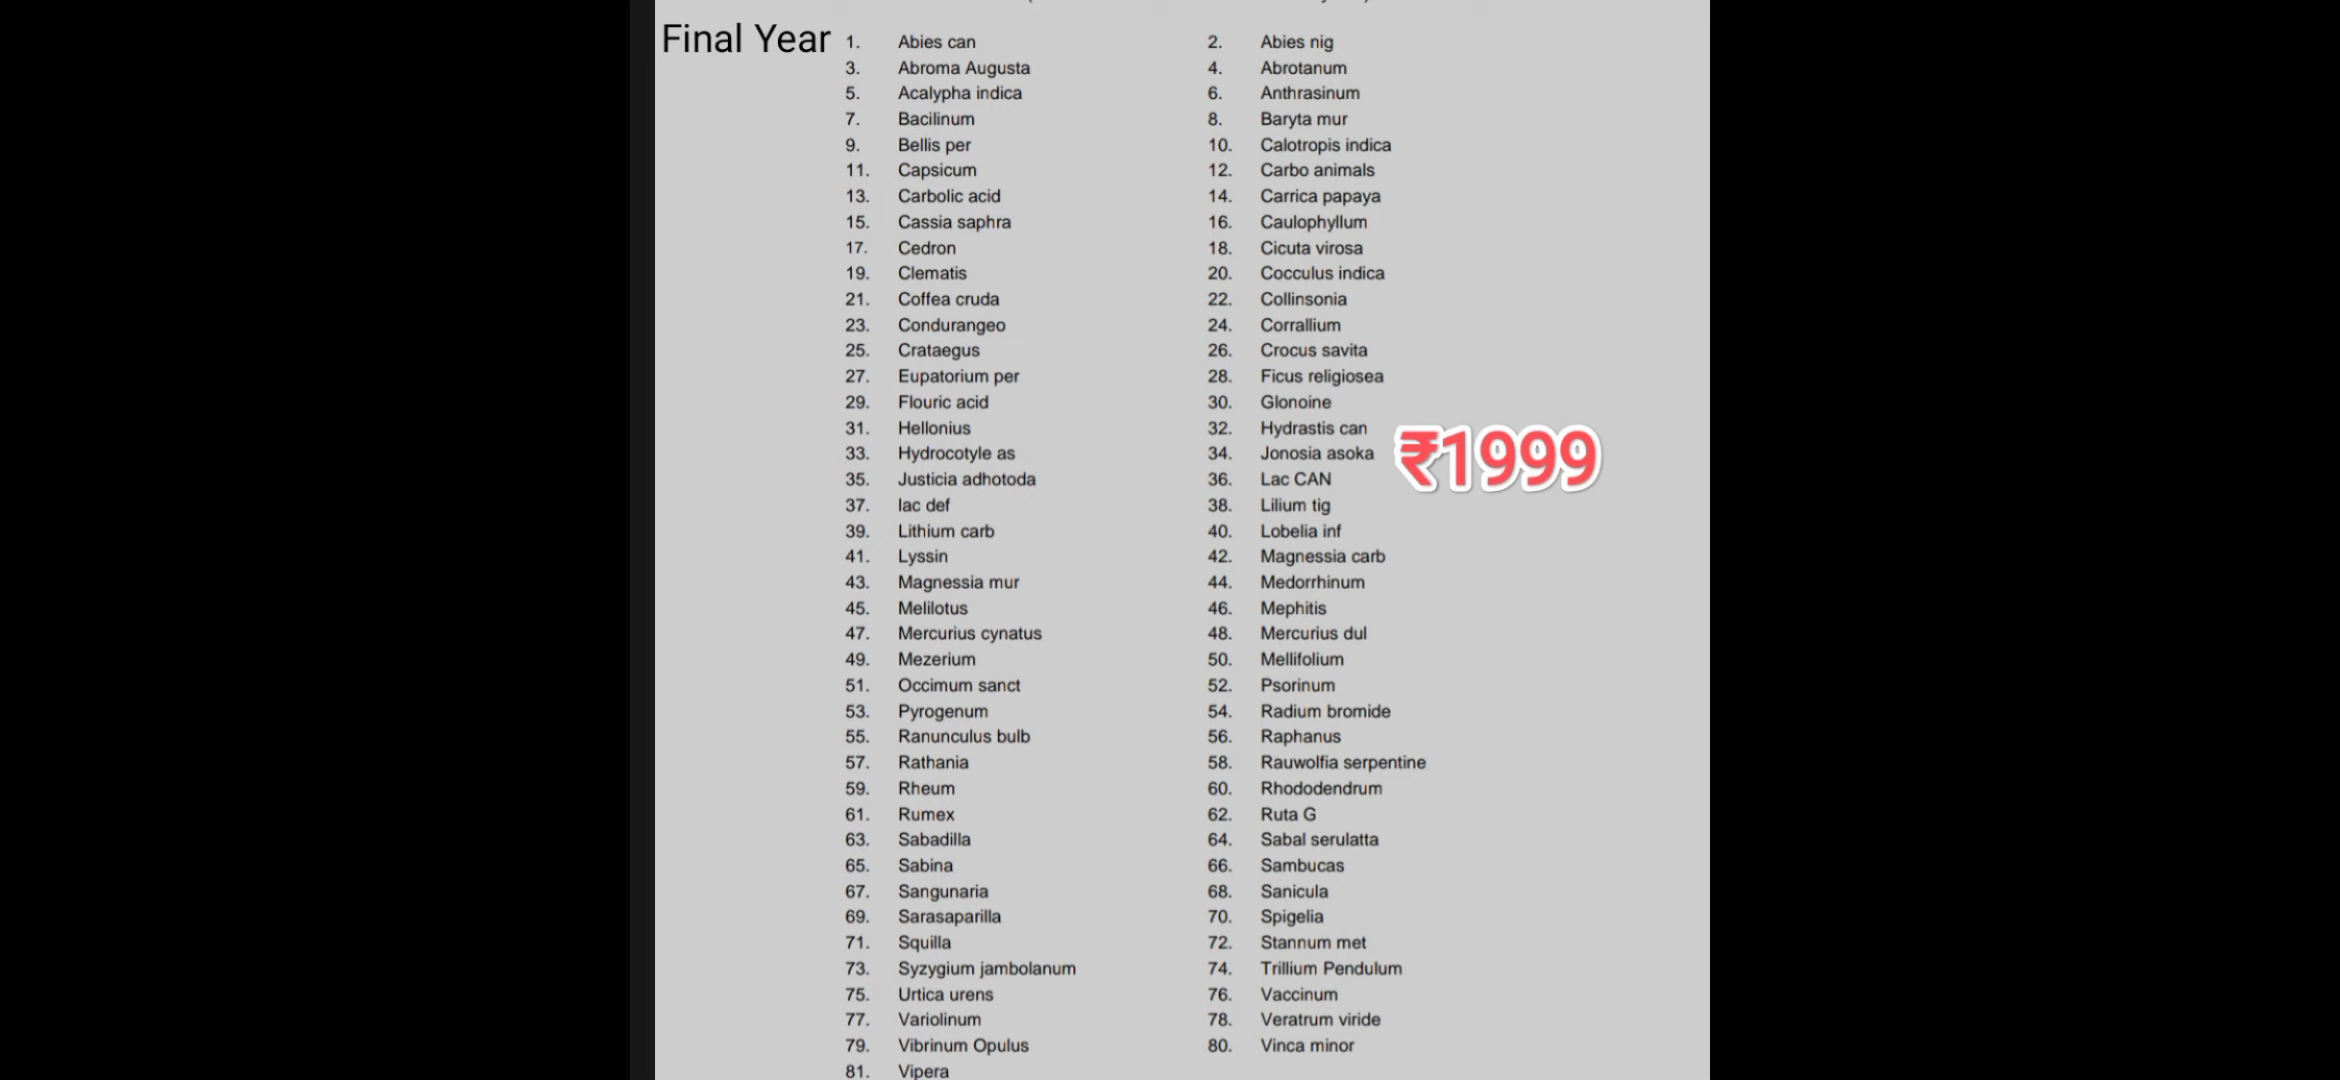 Final Year
1. Abies can 2. Abies nig
3. Abroma Augusta 4. Abrotanum
5. Acalypha indica 6. Anthrasinum
7. Bacilinum 8. Baryta mur
9. Bellis per 10. Calotropis indica
11. Capsicum 12. Carbo animals
13. Carbolic acid 14. Carrica papaya
15. Cassia saphra 16. Caulophyllum
17. Cedron 18. Cicuta virosa
19. Clematis 20. Cocculus indica
21. Coffea cruda 22. Collinsonia
23. Condurangeo 24. Corrallium
25. Crataegus 26. Crocus savita
27. Eupatorium per 28. Ficus religiosea
29. Flouric acid 30. Glonoine
31. Hellonius 32. Hydrastis can
₹1999
33. Hydrocotyle as 34. Jonosia asoka
35. Justicia adhotoda 36. Lac CAN
37. lac def 38. Lilium tig
39. Lithium carb 40. Lobelia inf
41. Lyssin 42. Magnessia carb
43. Magnessia mur 44. Medorrhinum
45. Melilotus 46. Mephitis
47. Mercurius cynatus 48. Mercurius dul
49. Mezerium 50. Mellifolium
51. Occimum sanct 52. Psorinum
53. Pyrogenum 54. Radium bromide
55. Ranunculus bulb 56. Raphanus
57. Rathania 58. Rauwolfia serpentine
59. Rheum 60. Rhododendrum
61. Rumex 62. Ruta G
63. Sabadilla 64. Sabal serulatta
65. Sabina 66. Sambucas
67. Sangunaria 68. Sanicula
69. Sarasaparilla 70. Spigelia
71. Squilla 72. Stannum met
73. Syzygium jambolanum 74. Trillium Pendulum
75. Urtica urens 76. Vaccinum
77. Variolinum 78. Veratrum viride
79. Vibrinum Opulus 80. Vinca minor
81. Vipera